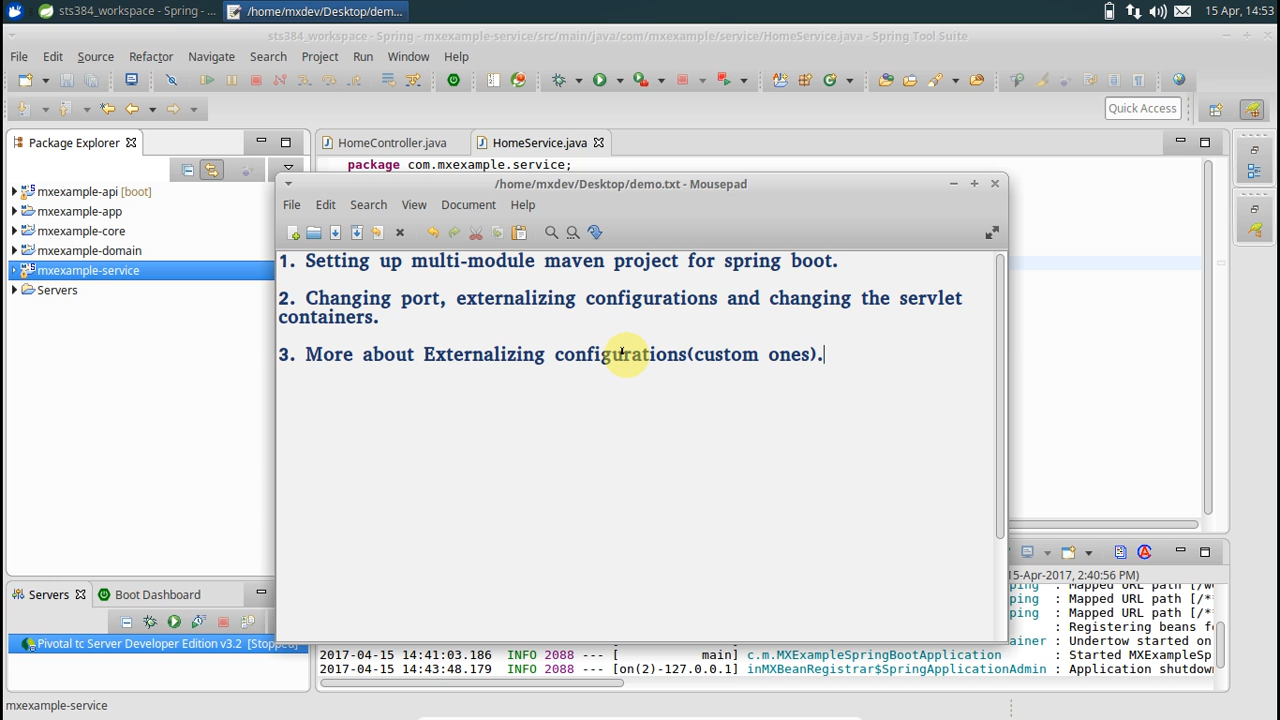 sts384_workspace - Spring - ...
/home/mxdev/Desktop/dem...
15 Apr, 14:53
sts384_workspace - Spring - mxexample-service/src/main/java/com/mxexample/service/HomeService.java - Spring Tool Suite
File Edit Source Refactor Navigate Search Project Run Window Help
Quick Access
Package Explorer
HomeController.java
HomeService.java
package com.mxexample.service;
mxexample-api [boot]
mxexample-app
mxexample-core
mxexample-domain
mxexample-service
Servers
/home/mxdev/Desktop/demo.txt - Mousepad
File Edit Search View Document Help
1. Setting up multi-module maven project for spring boot.
2. Changing port, externalizing configurations and changing the servlet
containers.
3. More about Externalizing configurations(custom ones).
Servers
Boot Dashboard
Pivotal tc Server Developer Edition v3.2 [Stopped]
15-Apr-2017, 2:40:56 PM)
ping : Mapped URL path [/w
ping : Mapped URL path [/**
ping : Mapped URL path [/**
: Registering beans f
ainer : Undertow started on
2017-04-15 14:41:03.186 INFO 2088 --- [ main] c.m.MXExampleSpringBootApplication : Started MXExampleSp
2017-04-15 14:43:48.179 INFO 2088 --- [on(2)-127.0.0.1] inMXBeanRegistrar$SpringApplicationAdmin : Application shutdow
mxexample-service